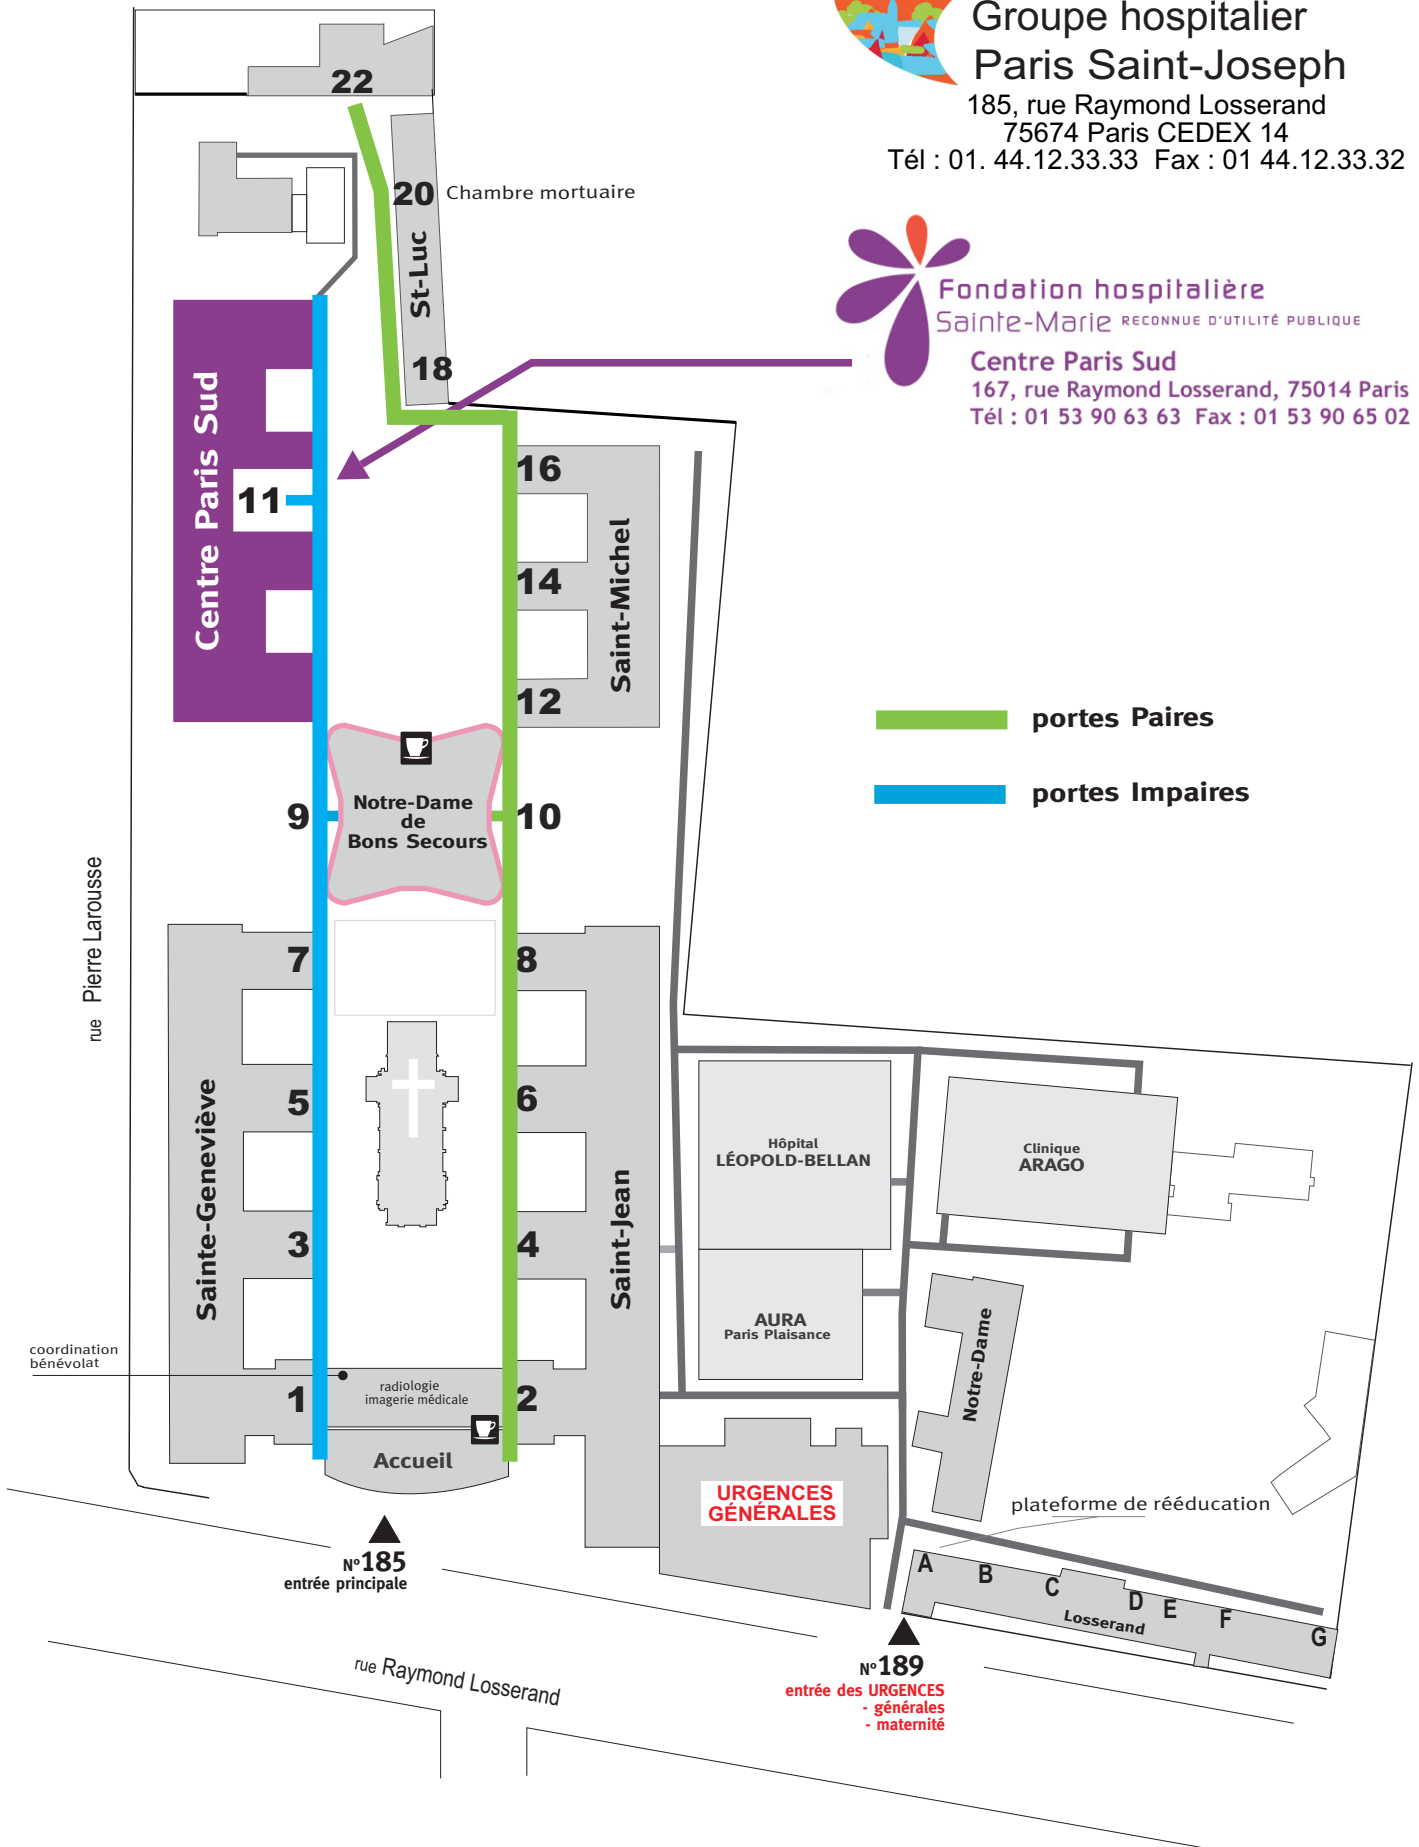 Groupe hospitalier
Paris Saint-Joseph
185, rue Raymond Losserand
75674 Paris CEDEX 14
Tél : 01. 44.12.33.33 Fax : 01 44.12.33.32
22
20 Chambre mortuaire
St-Luc
18
Fondation hospitalière
Sainte-Marie RECONNUE D'UTILITÉ PUBLIQUE
Centre Paris Sud
167, rue Raymond Losserand, 75014 Paris
Tél : 01 53 90 63 63 Fax : 01 53 90 65 02
Centre Paris Sud
11
16
14
12
Saint-Michel
portes Paires
portes Impaires
Notre-Dame
de
Bons Secours
9
10
rue Pierre Larousse
7
8
5
6
3
4
1
2
Sainte-Geneviève
Saint-Jean
Hôpital
LÉOPOLD-BELLAN
Clinique
ARAGO
AURA
Paris Plaisance
Notre-Dame
coordination
bénévolat
radiologie
imagerie médicale
Accueil
URGENCES
GÉNÉRALES
plateforme de rééducation
A
B
C
D
E
F
G
Losserand
N°185
entrée principale
N°189
entrée des URGENCES
- générales
- maternité
rue Raymond Losserand